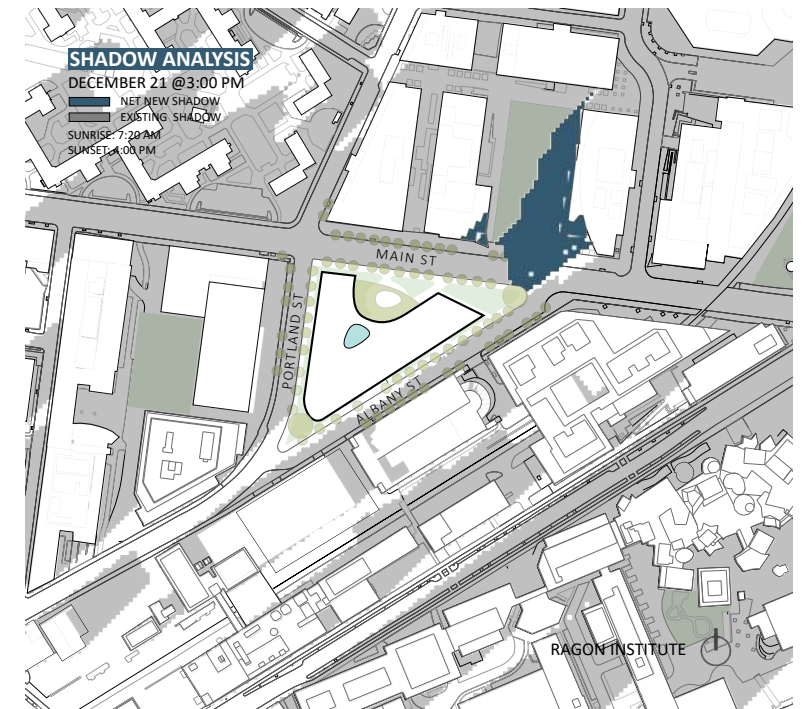 SHADOW ANALYSIS
DECEMBER 21 @3:00 PM
NET NEW SHADOW
EXISTING SHADOW
SUNRISE: 7:20 AM
SUNSET: 4:00 PM
MAIN ST
PORTLAND ST
ALBANY ST
RAGON INSTITUTE